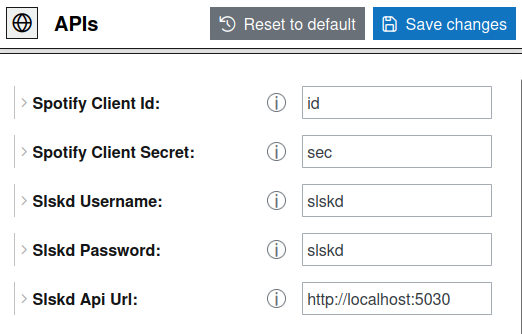 APIs Reset to default Save changes
Spotify Client Id: id
Spotify Client Secret: sec
Slskd Username: slskd
Slskd Password: slskd
Slskd Api Url: http://localhost:5030